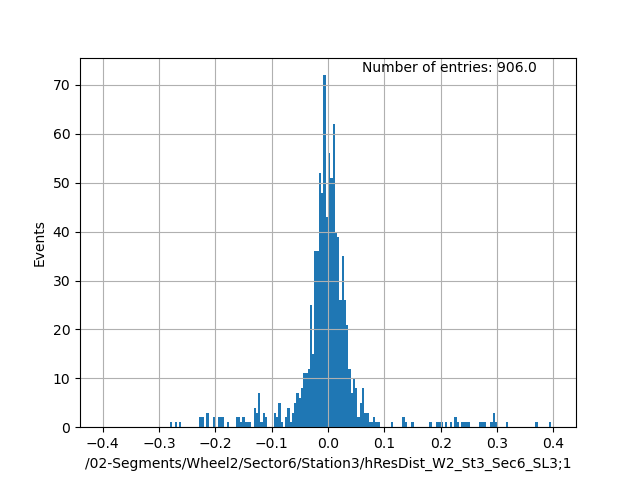 Number of entries: 906.0
70
60
50
40
30
20
10
0
Events
−0.4 −0.3 −0.2 −0.1 0.0 0.1 0.2 0.3 0.4
/02-Segments/Wheel2/Sector6/Station3/hResDist_W2_St3_Sec6_SL3;1